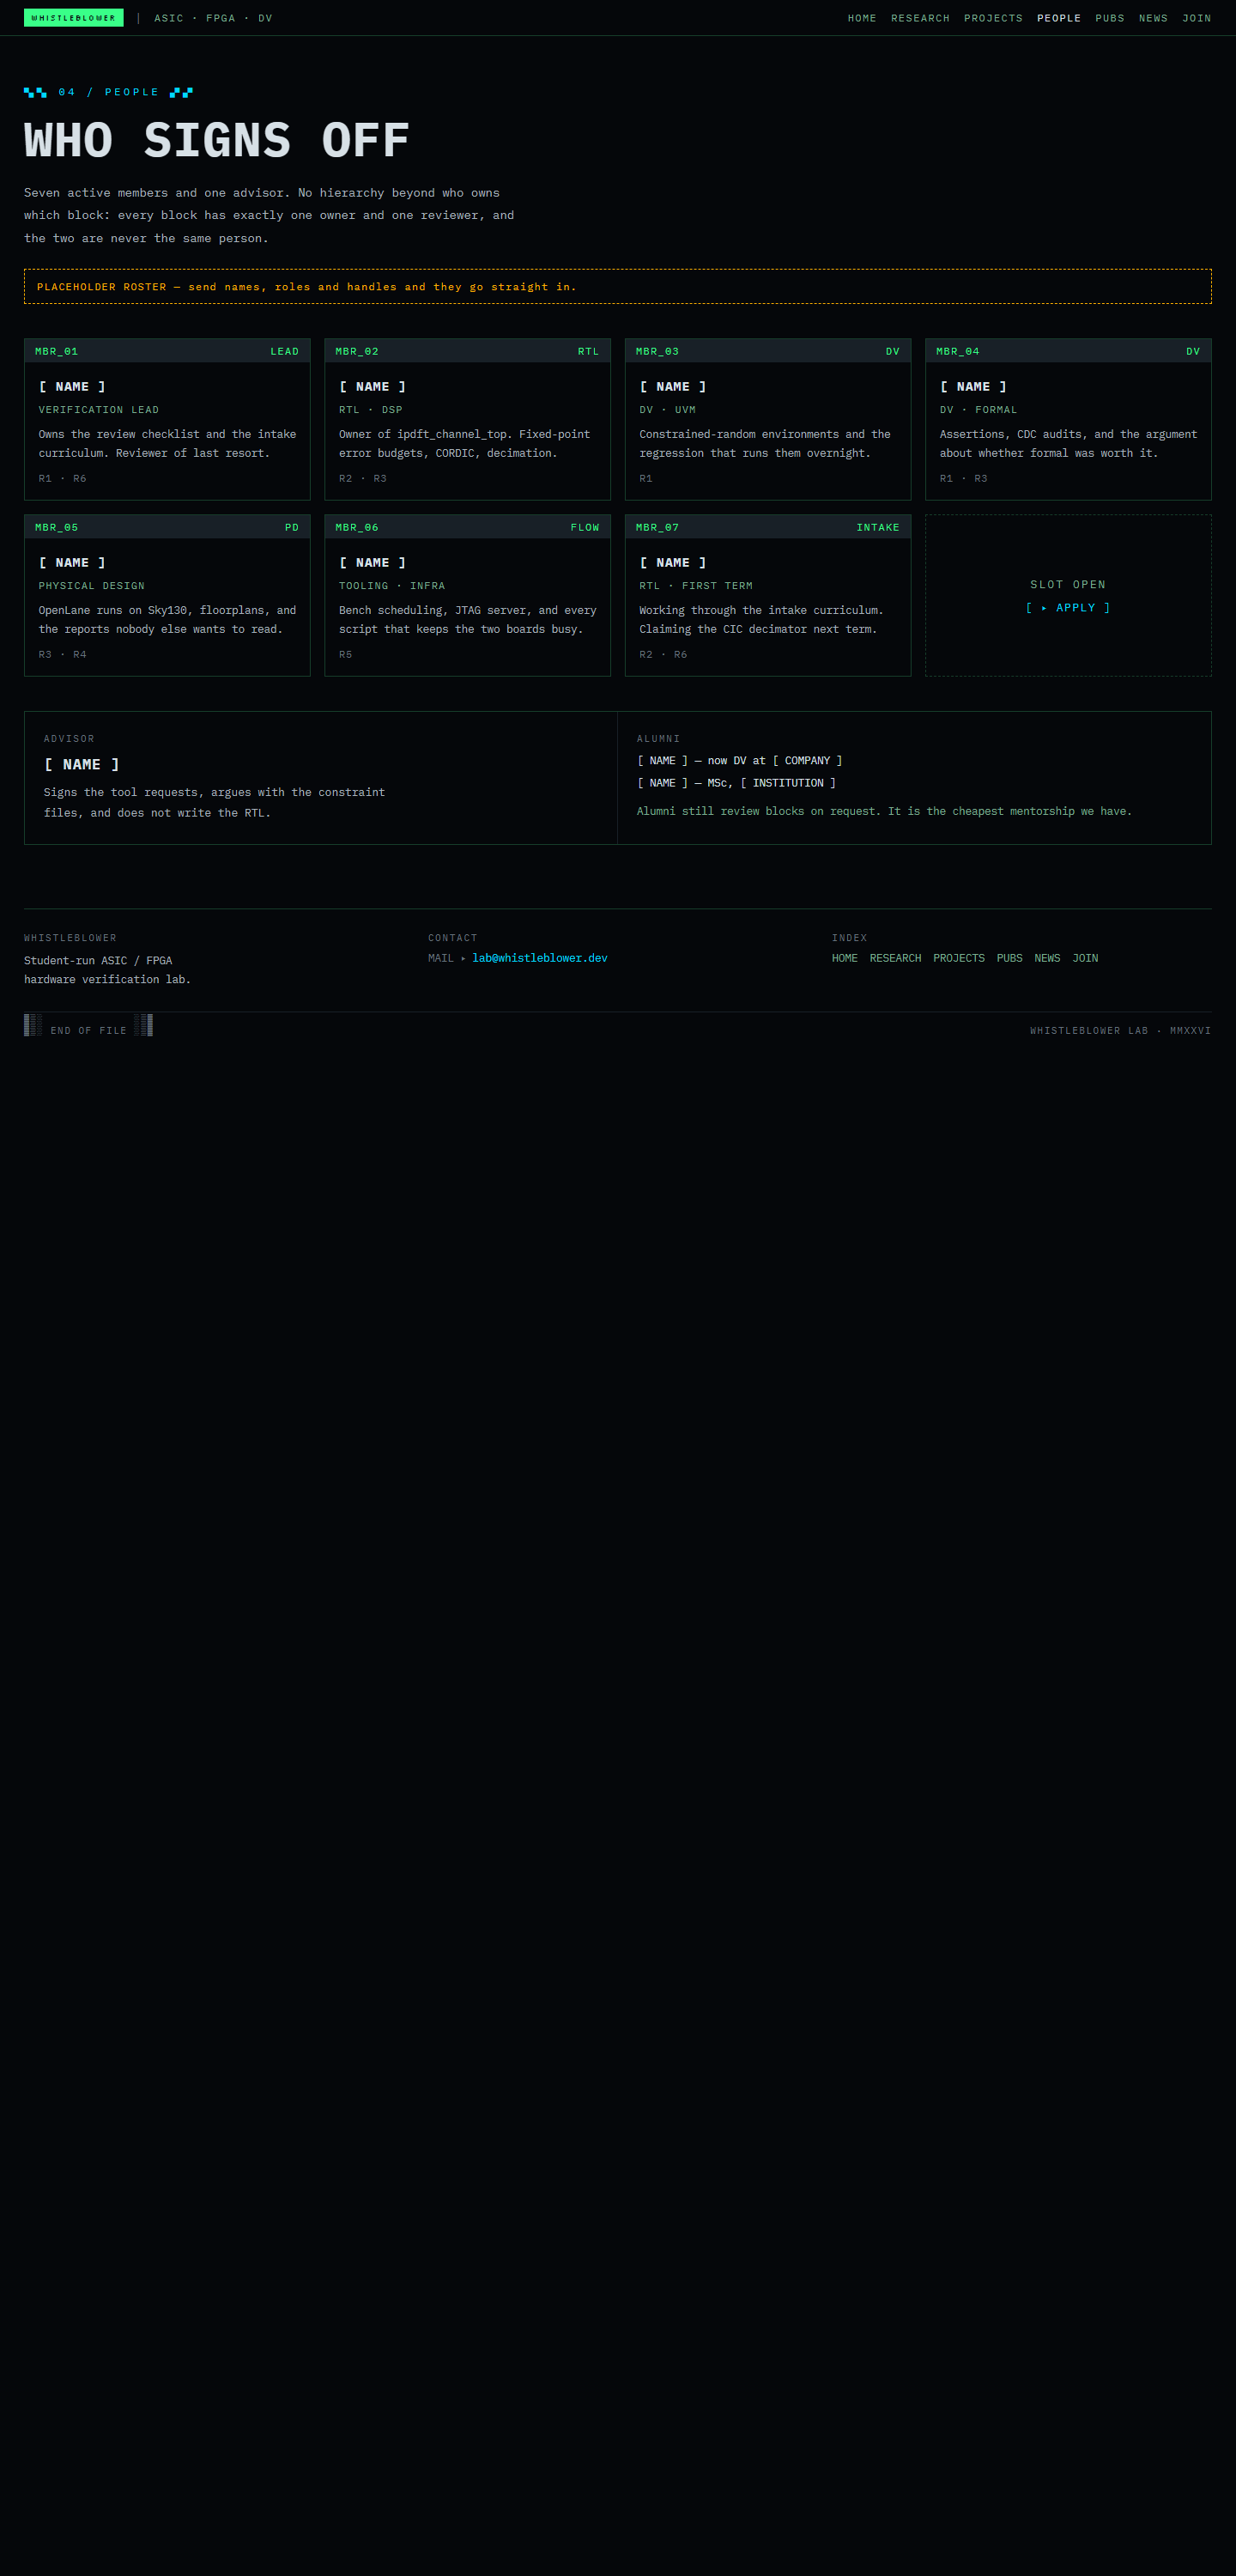 WHISTLEBLOWER | ASIC · FPGA · DV
HOME RESEARCH PROJECTS PEOPLE PUBS NEWS JOIN
▚▚ 04 / PEOPLE ▞▞
WHO SIGNS OFF
Seven active members and one advisor. No hierarchy beyond who owns
which block: every block has exactly one owner and one reviewer, and
the two are never the same person.
PLACEHOLDER ROSTER — send names, roles and handles and they go straight in.
MBR_01 LEAD
[ NAME ]
VERIFICATION LEAD
Owns the review checklist and the intake
curriculum. Reviewer of last resort.
R1 · R6
MBR_02 RTL
[ NAME ]
RTL · DSP
Owner of ipdft_channel_top. Fixed-point
error budgets, CORDIC, decimation.
R2 · R3
MBR_03 DV
[ NAME ]
DV · UVM
Constrained-random environments and the
regression that runs them overnight.
R1
MBR_04 DV
[ NAME ]
DV · FORMAL
Assertions, CDC audits, and the argument
about whether formal was worth it.
R1 · R3
MBR_05 PD
[ NAME ]
PHYSICAL DESIGN
OpenLane runs on Sky130, floorplans, and
the reports nobody else wants to read.
R3 · R4
MBR_06 FLOW
[ NAME ]
TOOLING · INFRA
Bench scheduling, JTAG server, and every
script that keeps the two boards busy.
R5
MBR_07 INTAKE
[ NAME ]
RTL · FIRST TERM
Working through the intake curriculum.
Claiming the CIC decimator next term.
R2 · R6
SLOT OPEN
[ ▸ APPLY ]
ADVISOR
[ NAME ]
Signs the tool requests, argues with the constraint
files, and does not write the RTL.
ALUMNI
[ NAME ] — now DV at [ COMPANY ]
[ NAME ] — MSc, [ INSTITUTION ]
Alumni still review blocks on request. It is the cheapest mentorship we have.
WHISTLEBLOWER
Student-run ASIC / FPGA
hardware verification lab.
CONTACT
MAIL ▸ lab@whistleblower.dev
INDEX
HOME RESEARCH PROJECTS PUBS NEWS JOIN
▓▒░ END OF FILE ░▒▓
WHISTLEBLOWER LAB · MMXXVI